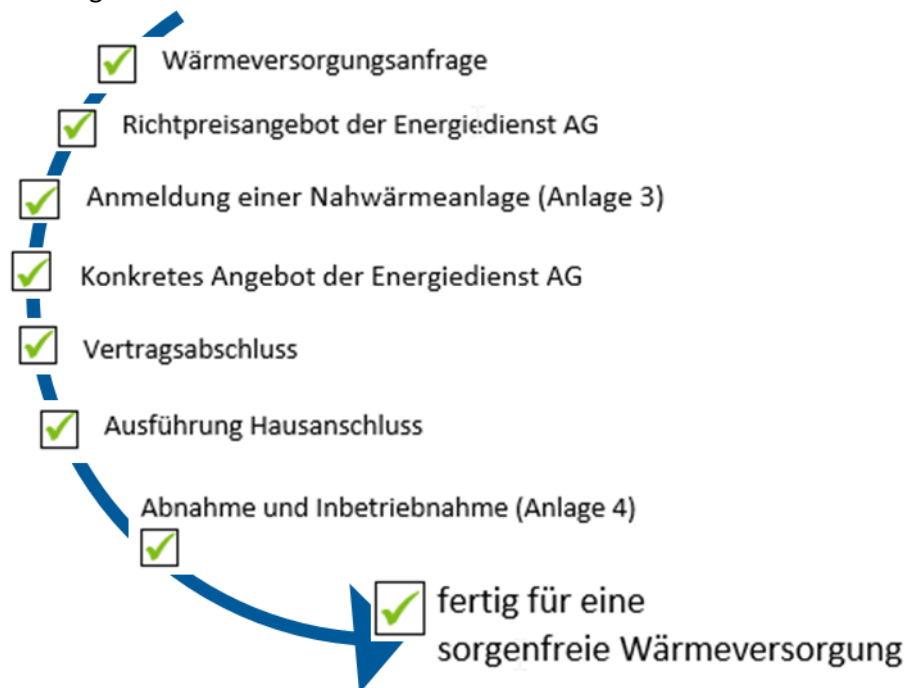 Wärmeversorgungsanfrage
Richtpreisangebot der Energiedienst AG
Anmeldung einer Nahwärmeanlage (Anlage 3)
Konkretes Angebot der Energiedienst AG
Vertragsabschluss
Ausführung Hausanschluss
Abnahme und Inbetriebnahme (Anlage 4)
fertig für eine
sorgenfreie Wärmeversorgung